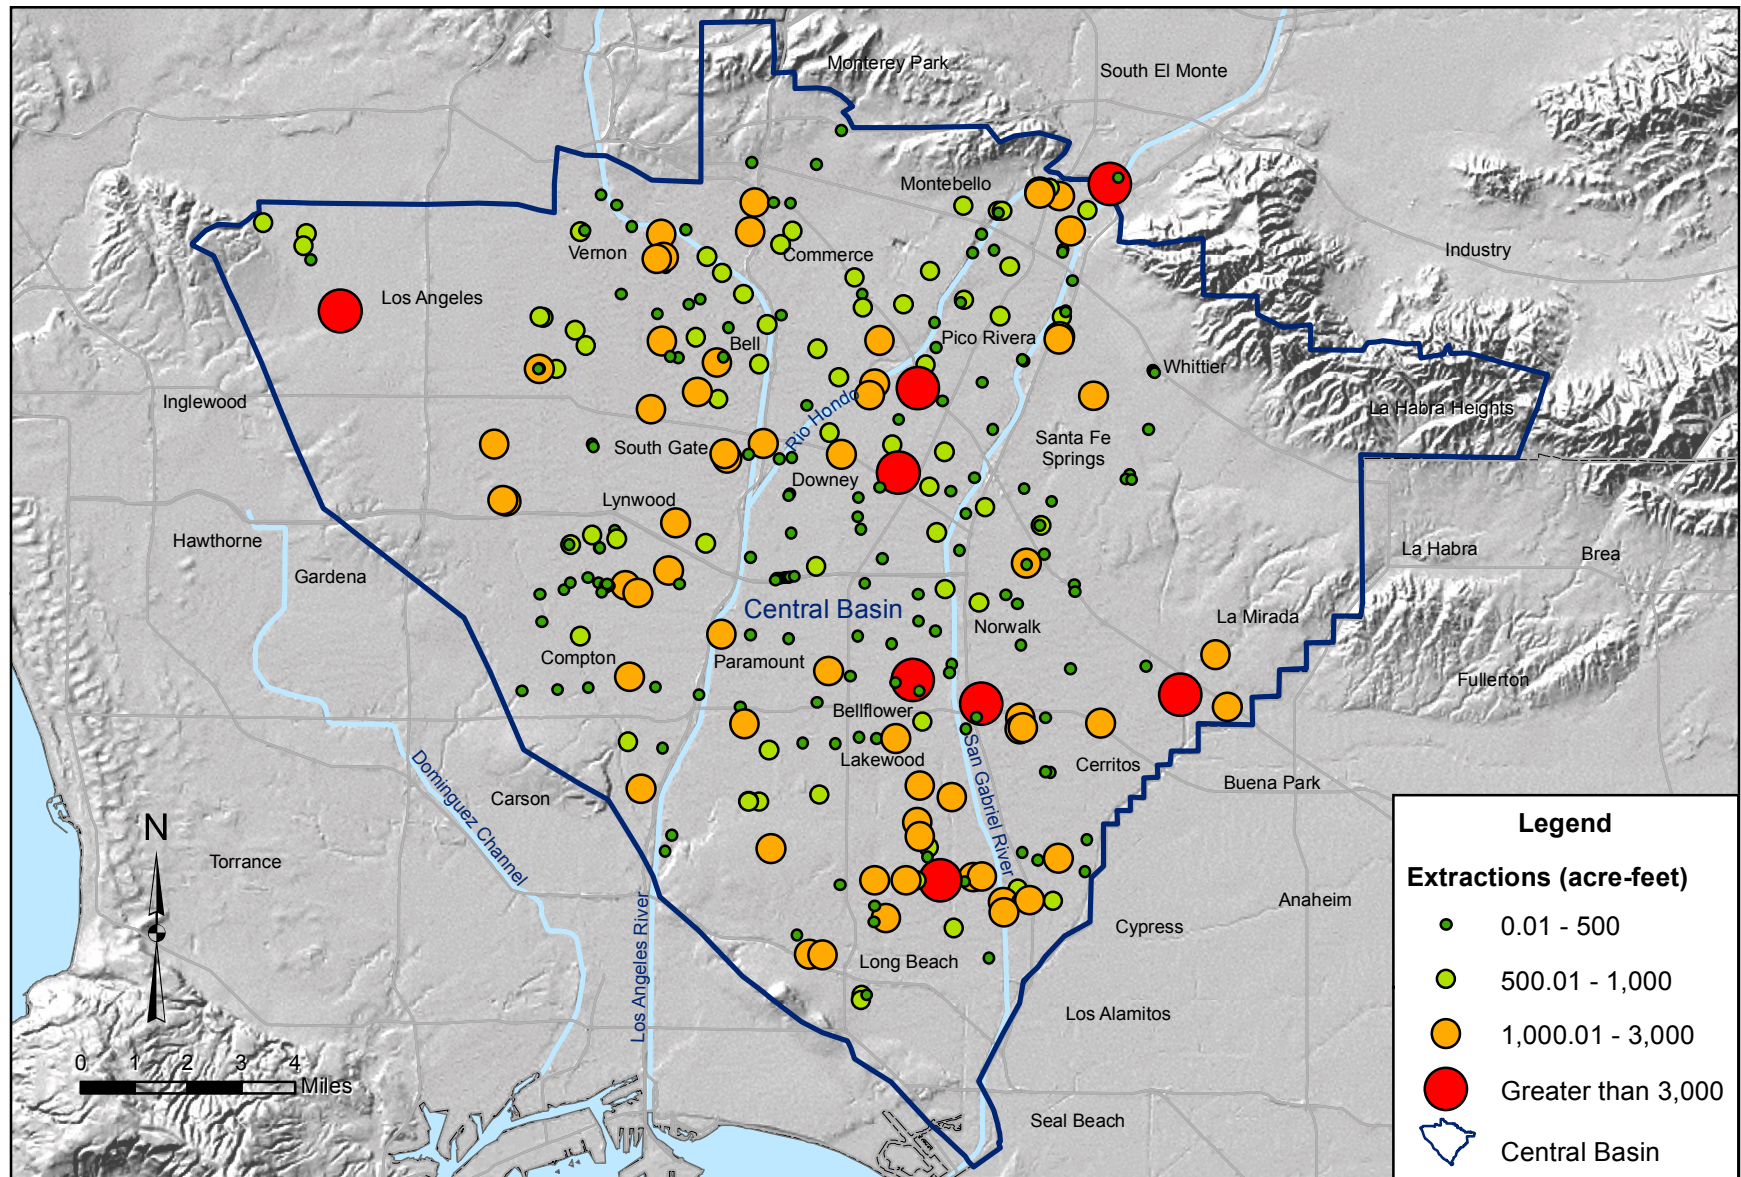 Monterey Park
South El Monte
Montebello
Industry
Vernon
Commerce
Los Angeles
Bell
Pico Rivera
Whittier
Inglewood
La Habra Heights
Rio Hondo
South Gate
Santa Fe
Springs
Downey
Lynwood
Hawthorne
La Habra
Brea
Gardena
Central Basin
La Mirada
Norwalk
Compton
Paramount
Fullerton
Bellflower
Lakewood
San Gabriel River
Cerritos
Buena Park
Dominguez Channel
Carson
N
Torrance
Anaheim
Cypress
Los Angeles River
Long Beach
Los Alamitos
Seal Beach
0 1 2 3 4
Miles
Legend
Extractions (acre-feet)
0.01 - 500
500.01 - 1,000
1,000.01 - 3,000
Greater than 3,000
Central Basin